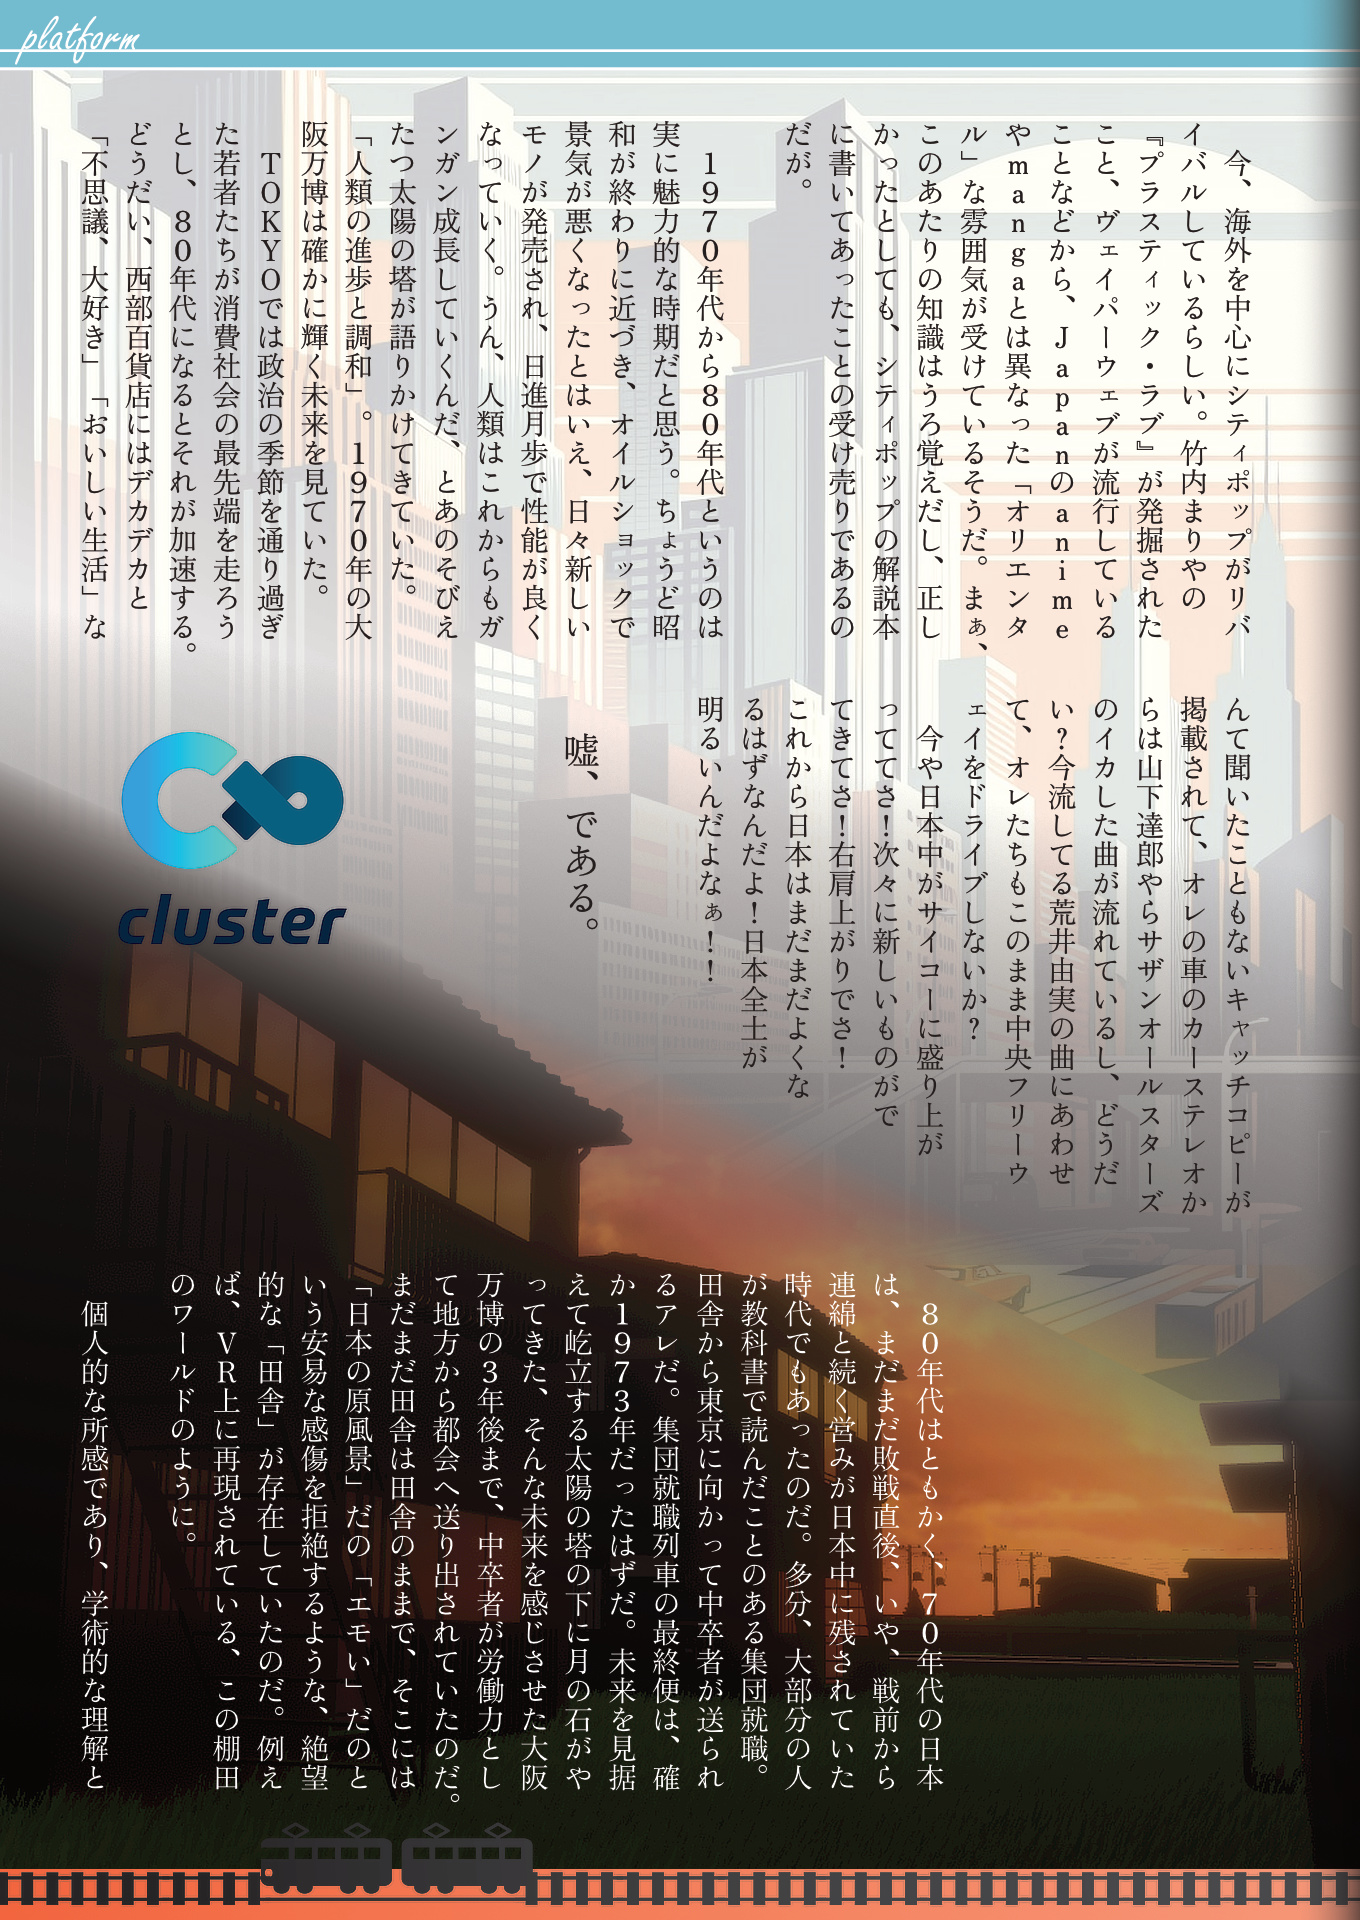 platform
　今、海外を中心にシティポップがリバ
イバルしているらしい。竹内まりやの
『プラスティック・ラブ』が発掘された
こと、ヴェイパーウェブが流行している
ことなどから、Ｊａｐａｎのａｎｉｍｅ
やｍａｎｇａとは異なった「オリエンタ
ル」な雰囲気が受けているそうだ。まぁ、
このあたりの知識はうろ覚えだし、正し
かったとしても、シティポップの解説本
に書いてあったことの受け売りであるの
だが。
　１９７０年代から８０年代というのは
実に魅力的な時期だと思う。ちょうど昭
和が終わりに近づき、オイルショックで
景気が悪くなったとはいえ、日々新しい
モノが発売され、日進月歩で性能が良く
なっていく。うん、人類はこれからもガ
ンガン成長していくんだ、とあのそびえ
たつ太陽の塔が語りかけてきていた。
「人類の進歩と調和」。１９７０年の大
阪万博は確かに輝く未来を見ていた。
　ＴＯＫＹＯでは政治の季節を通り過ぎ
た若者たちが消費社会の最先端を走ろう
とし、８０年代になるとそれが加速する。
どうだい、西部百貨店にはデカデカと
「不思議、大好き」「おいしい生活」な
んて聞いたこともないキャッチコピーが
掲載されて、オレの車のカーステレオか
らは山下達郎やらサザンオールスターズ
のイカした曲が流れているし、どうだ
い？今流してる荒井由実の曲にあわせ
て、オレたちもこのまま中央フリーウ
ェイをドライブしないか？
　今や日本中がサイコーに盛り上が
っててさ！次々に新しいものがで
てきてさ！右肩上がりでさ！
これから日本はまだまだよくな
るはずなんだよ！日本全土が
明るいんだよなぁ！！
嘘、である。
cluster
　８０年代はともかく、７０年代の日本
は、まだまだ敗戦直後、いや、戦前から
連綿と続く営みが日本中に残されていた
時代でもあったのだ。多分、大部分の人
が教科書で読んだことのある集団就職。
田舎から東京に向かって中卒者が送られ
るアレだ。集団就職列車の最終便は、確
か１９７３年だったはずだ。未来を見据
えて屹立する太陽の塔の下に月の石がや
ってきた、そんな未来を感じさせた大阪
万博の３年後まで、中卒者が労働力とし
て地方から都会へ送り出されていたのだ。
まだまだ田舎は田舎のままで、そこには
「日本の原風景」だの「エモい」だのと
いう安易な感傷を拒絶するような、絶望
的な「田舎」が存在していたのだ。例え
ば、ＶＲ上に再現されている、この棚田
のワールドのように。
　個人的な所感であり、学術的な理解と